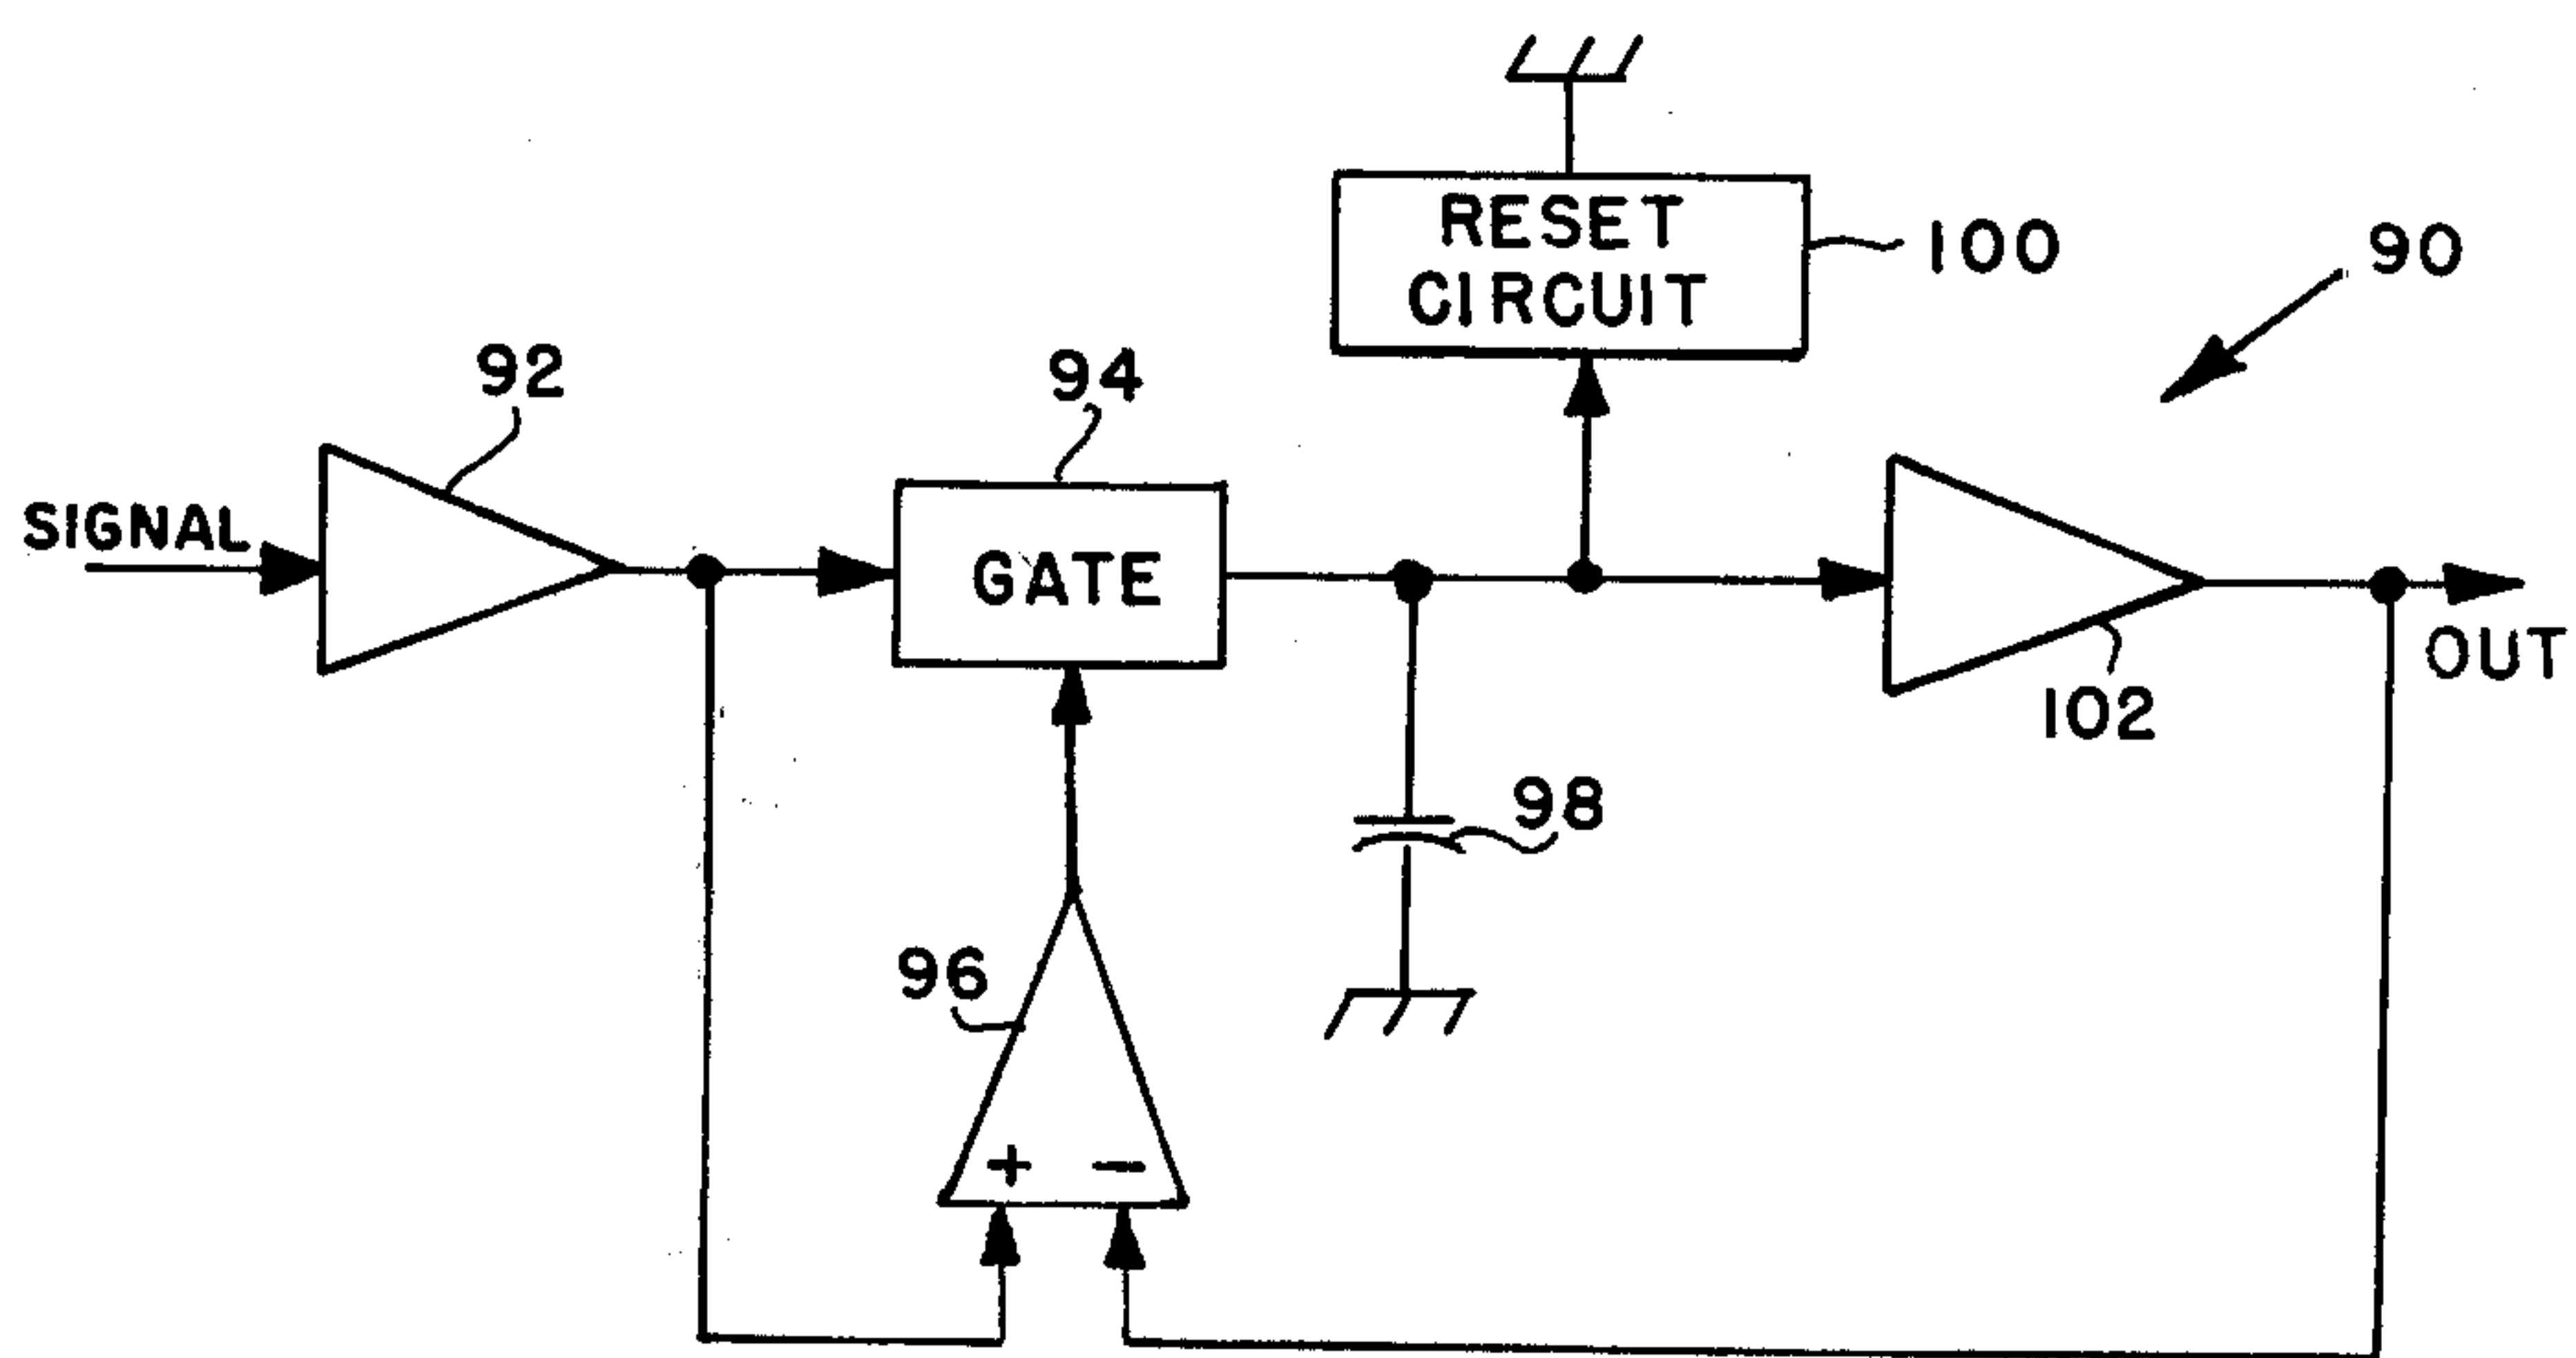 RESET
CIRCUIT
100
90
92
94
SIGNAL
GATE
OUT
102
98
96
+ −